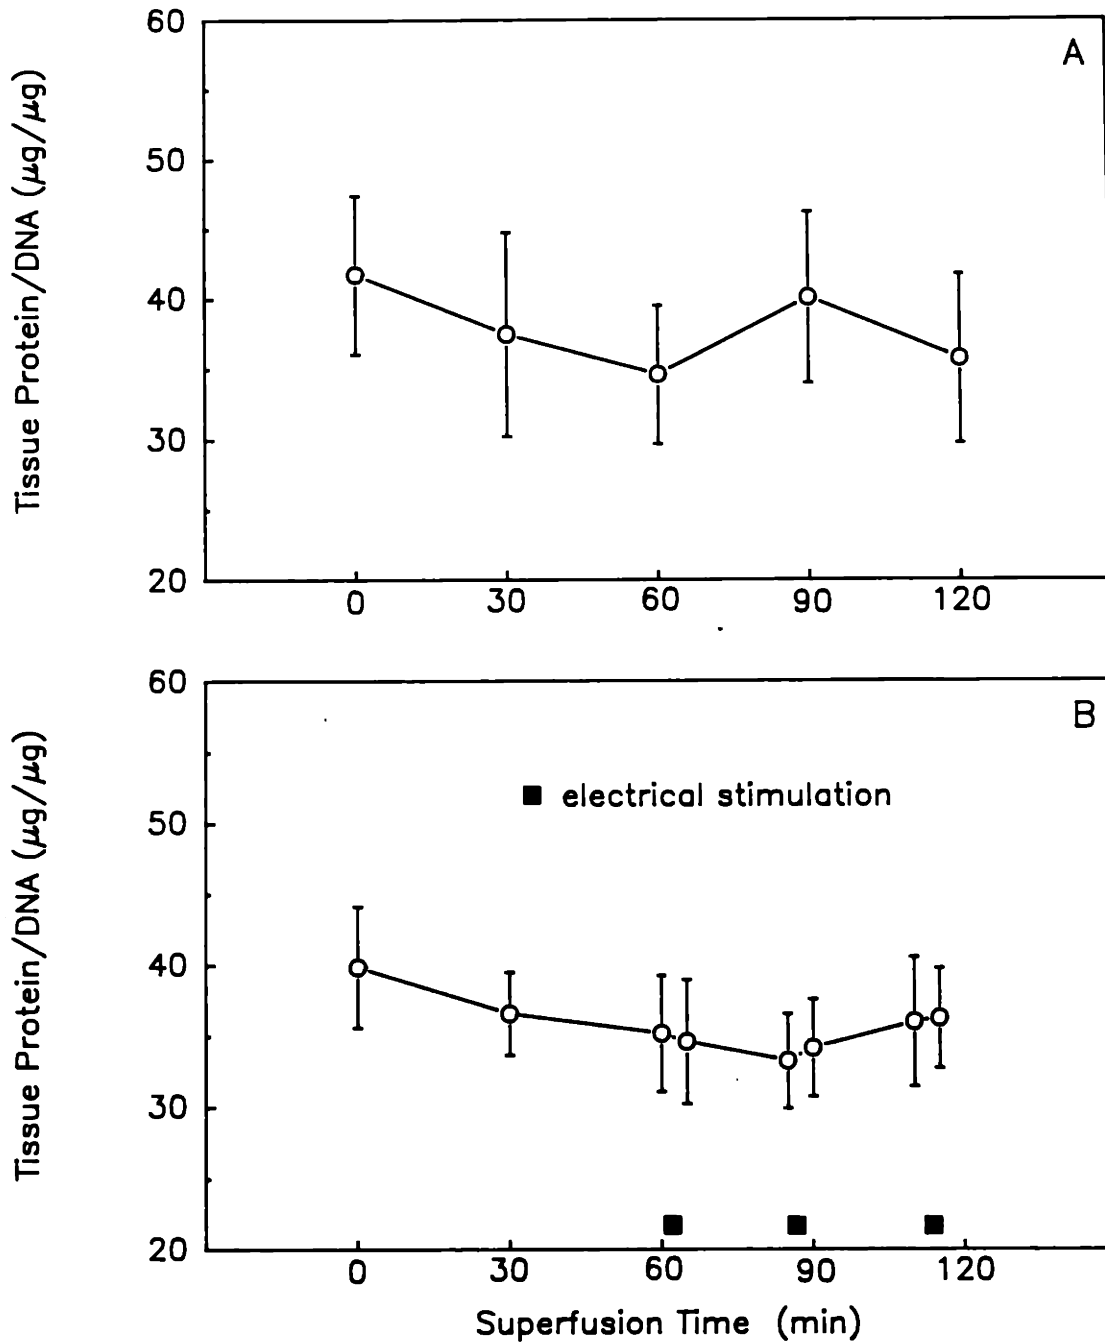 60
A
50
40
30
20
Tissue Protein/DNA (μg/μg)
0 30 60 90 120
60
B
■ electrical stimulation
50
40
30
20
Tissue Protein/DNA (μg/μg)
0 30 60 90 120
Superfusion Time (min)